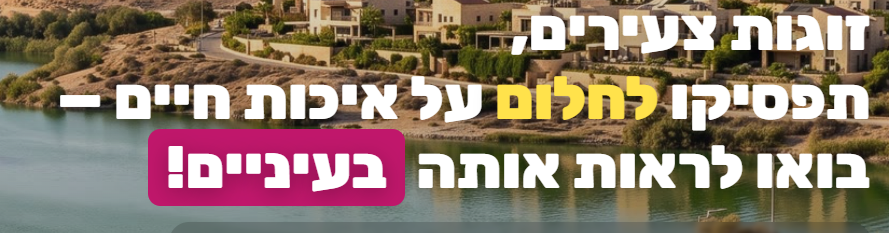 זוגות צעירים,
תפסיקו לחלום על איכות חיים –
בואו לראות אותה בעיניים!